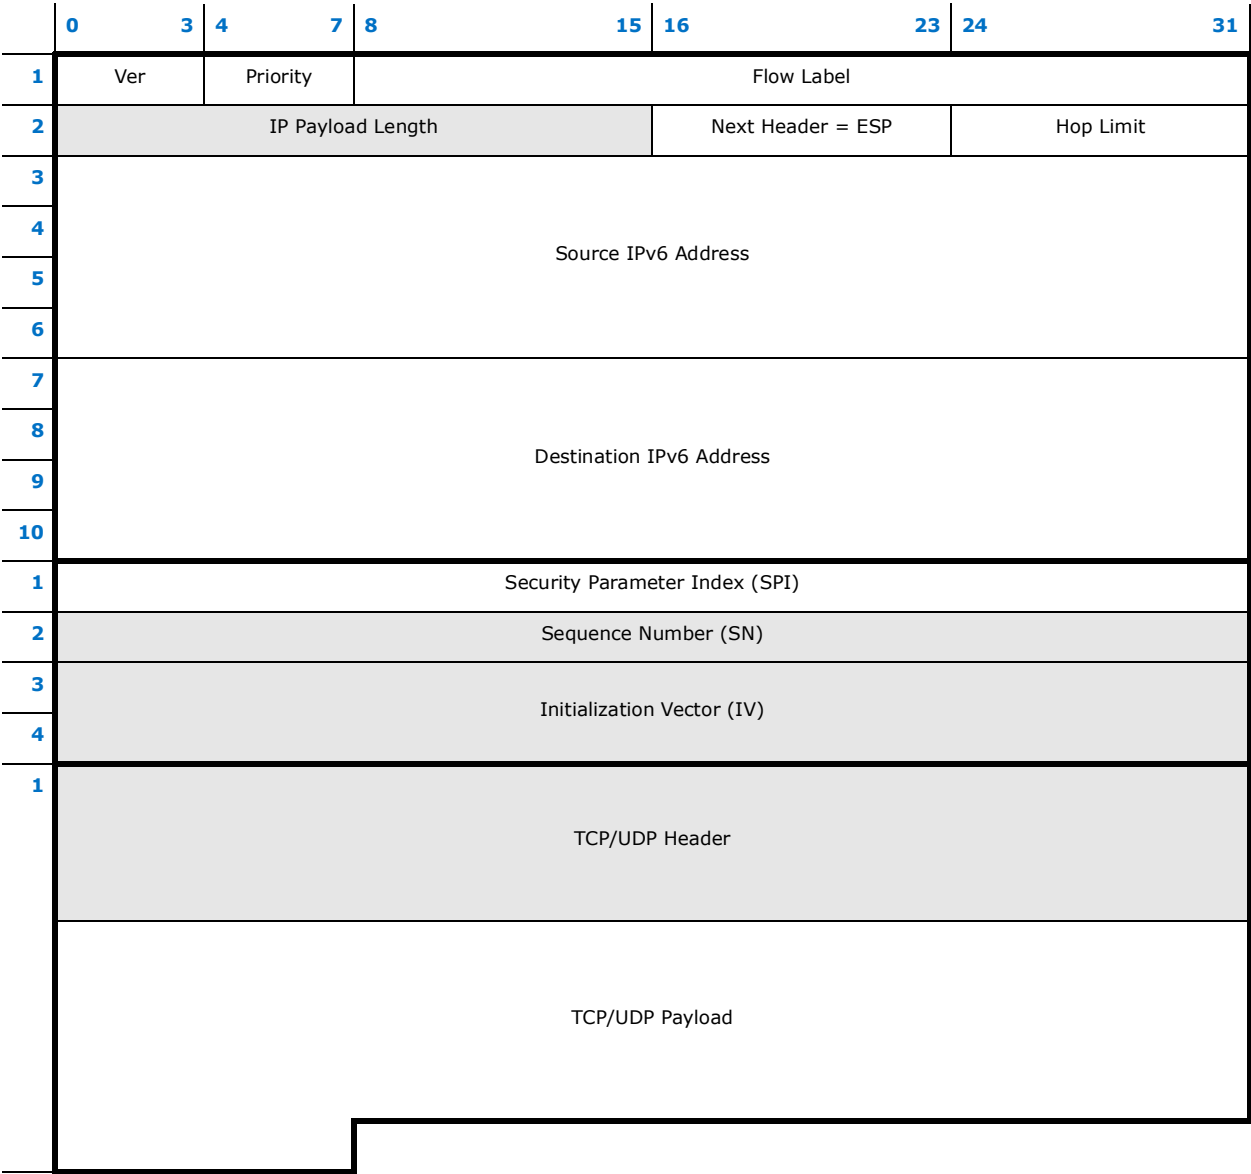 0 3 4 7 8 15 16 23 24 31
1 Ver Priority Flow Label
2 IP Payload Length Next Header = ESP Hop Limit
3
4
Source IPv6 Address
5
6
7
8
Destination IPv6 Address
9
10
1 Security Parameter Index (SPI)
2 Sequence Number (SN)
3
Initialization Vector (IV)
4
1
TCP/UDP Header
TCP/UDP Payload